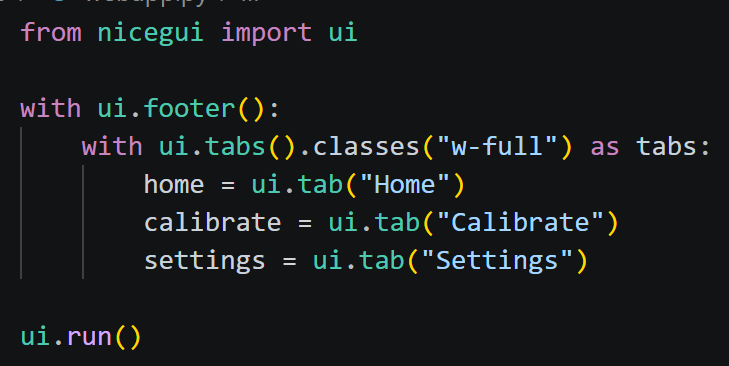 from nicegui import ui
with ui.footer():
    with ui.tabs().classes("w-full") as tabs:
        home = ui.tab("Home")
        calibrate = ui.tab("Calibrate")
        settings = ui.tab("Settings")
ui.run()